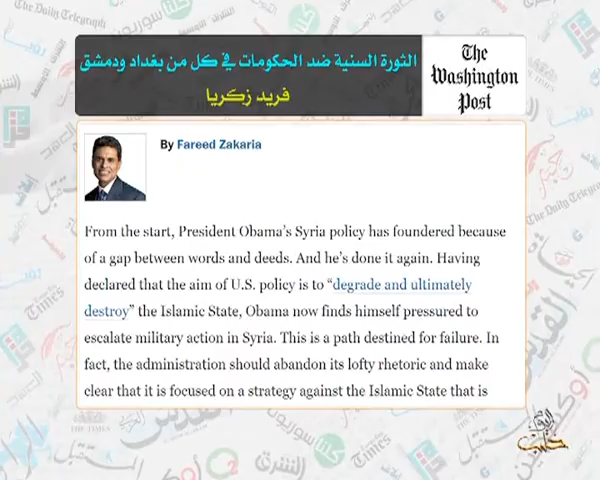 الثورة السنية ضد الحكومات في كل من بغداد ودمشق
فريد زكريا
The
Washington
Post
By Fareed Zakaria
From the start, President Obama's Syria policy has foundered because
of a gap between words and deeds. And he's done it again. Having
declared that the aim of U.S. policy is to “degrade and ultimately
destroy” the Islamic State, Obama now finds himself pressured to
escalate military action in Syria. This is a path destined for failure. In
fact, the administration should abandon its lofty rhetoric and make
clear that it is focused on a strategy against the Islamic State that is